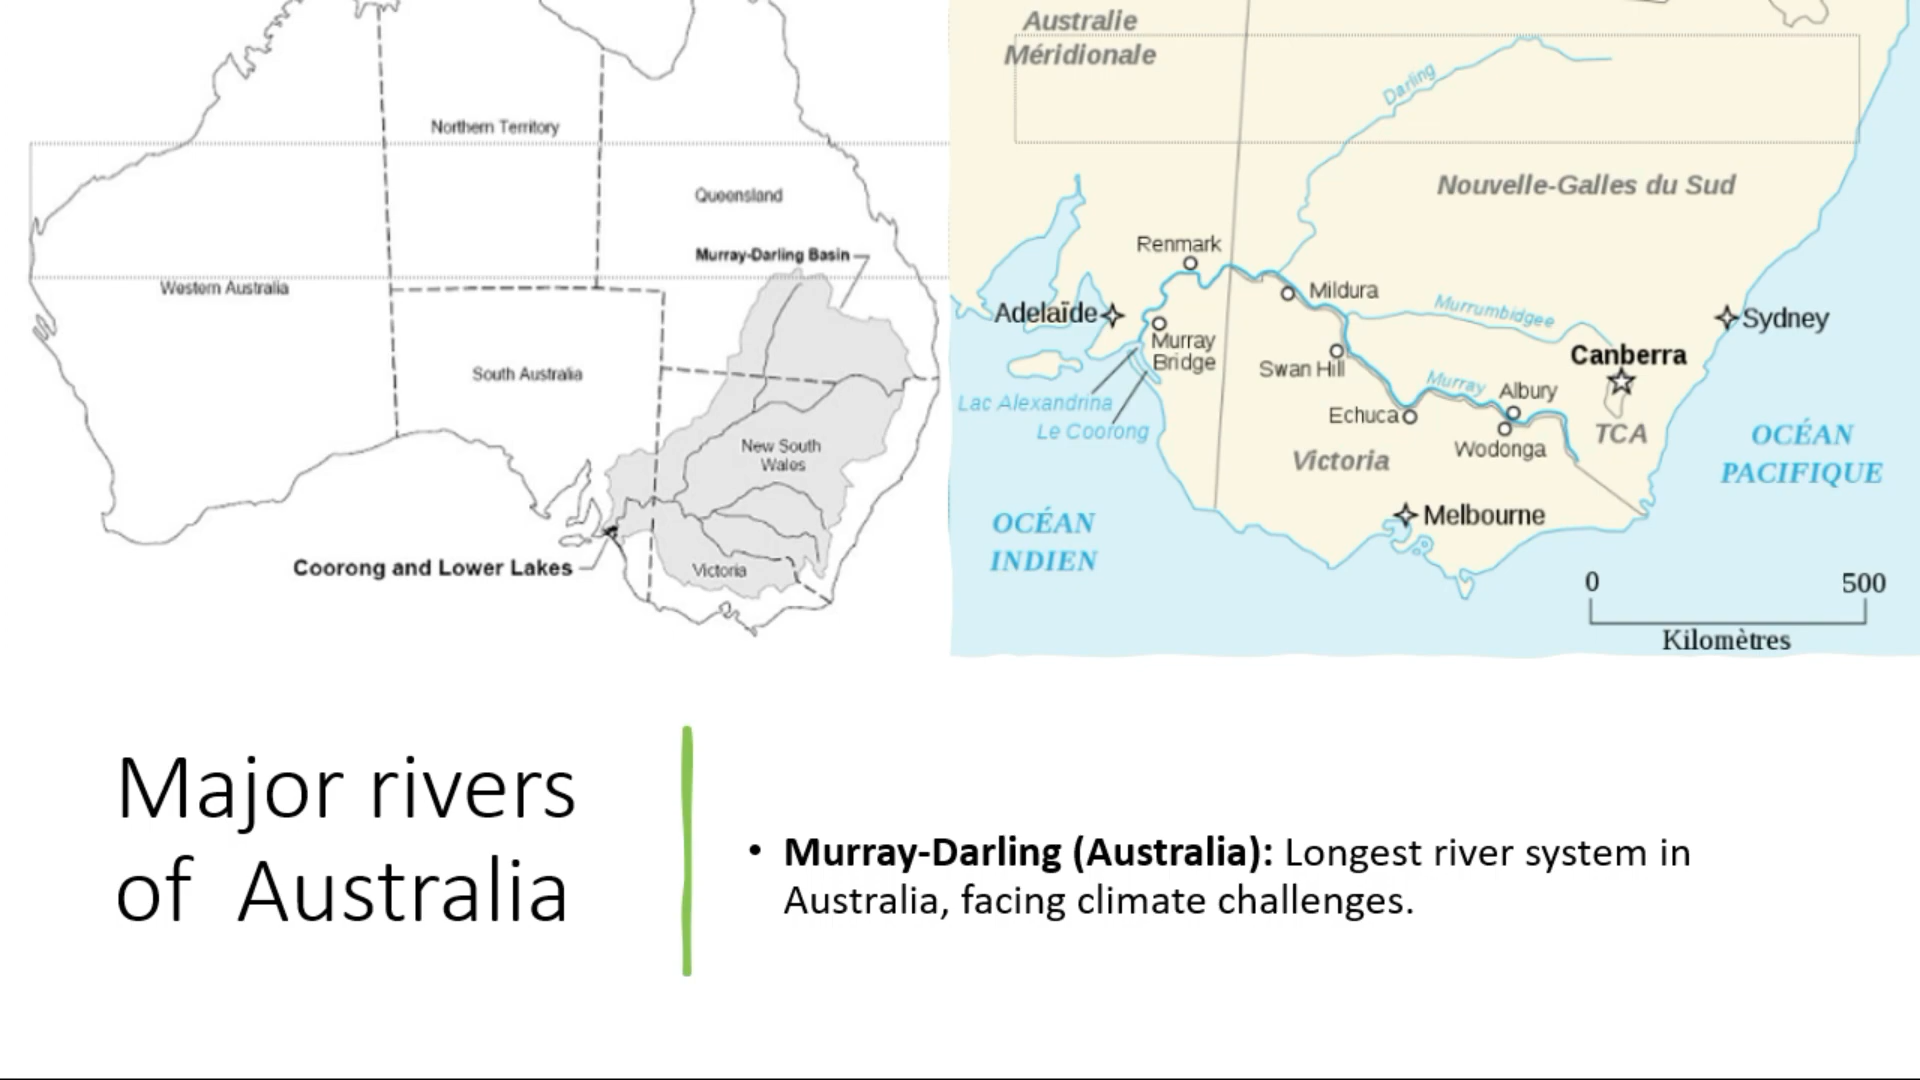 Northern Territory
Queensland
Murray-Darling Basin
Western Australia
South Australia
New South
Wales
Victoria
Coorong and Lower Lakes
Australie
Méridionale
Darling
Nouvelle-Galles du Sud
Renmark
Mildura
Adelaïde
Murrumbidgee
Sydney
Murray
Bridge
Swan Hill
Canberra
Lac Alexandrina
Murray
Albury
Le Coorong
Echuca
TCA
Wodonga
Victoria
OCÉAN
PACIFIQUE
OCÉAN
INDIEN
Melbourne
0 500
Kilomètres
Major rivers
of Australia
• Murray-Darling (Australia): Longest river system in
Australia, facing climate challenges.